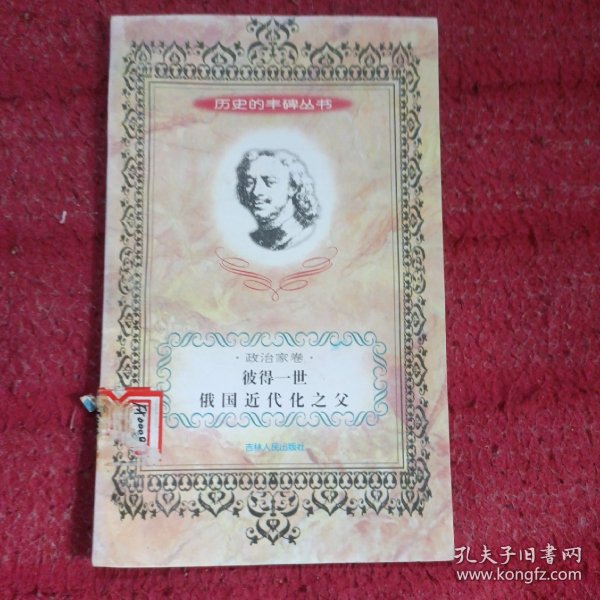 历史的丰碑丛书
·政治家卷·
彼得一世
俄国近代化之父
吉林人民出版社
孔夫子旧书网
www.kongfz.com